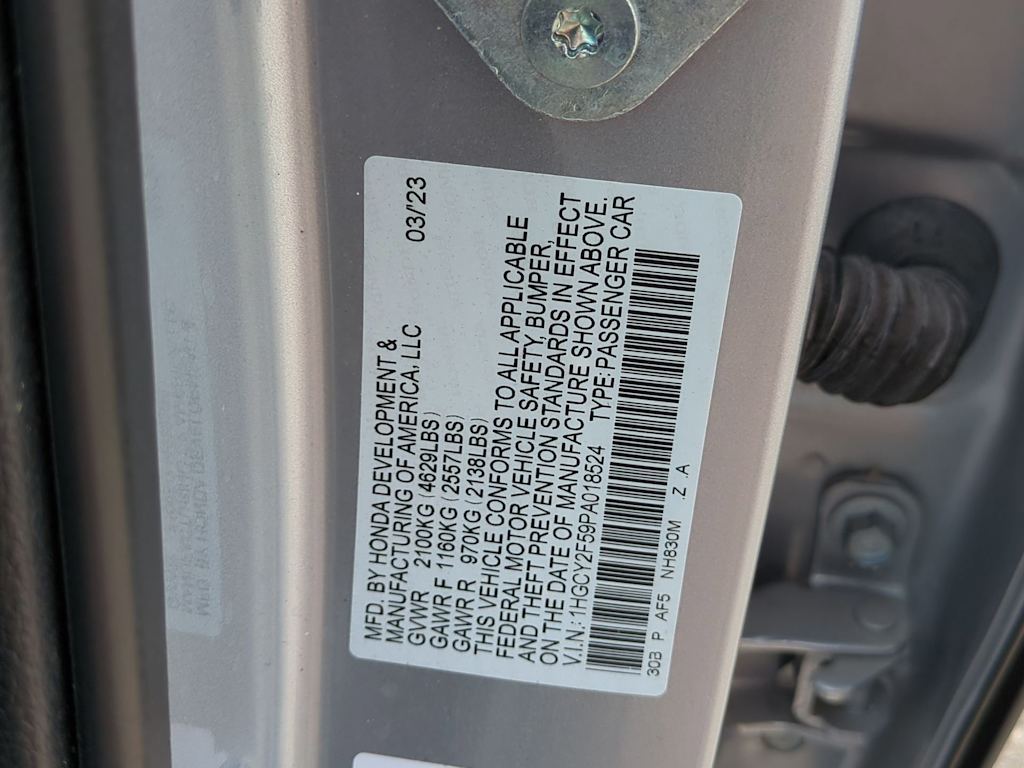 MFD. BY HONDA DEVELOPMENT &
MANUFACTURING OF AMERICA, LLC 03/'23
GVWR 2100KG (4629LBS)
GAWR F 1160KG (2557LBS)
GAWR R 970KG (2138LBS)
THIS VEHICLE CONFORMS TO ALL APPLICABLE
FEDERAL MOTOR VEHICLE SAFETY, BUMPER,
AND THEFT PREVENTION STANDARDS IN EFFECT
ON THE DATE OF MANUFACTURE SHOWN ABOVE.
V.I.N.: 1HGCY2F59PA018524 TYPE: PASSENGER CAR
30B P AF5 NH830M Z .A